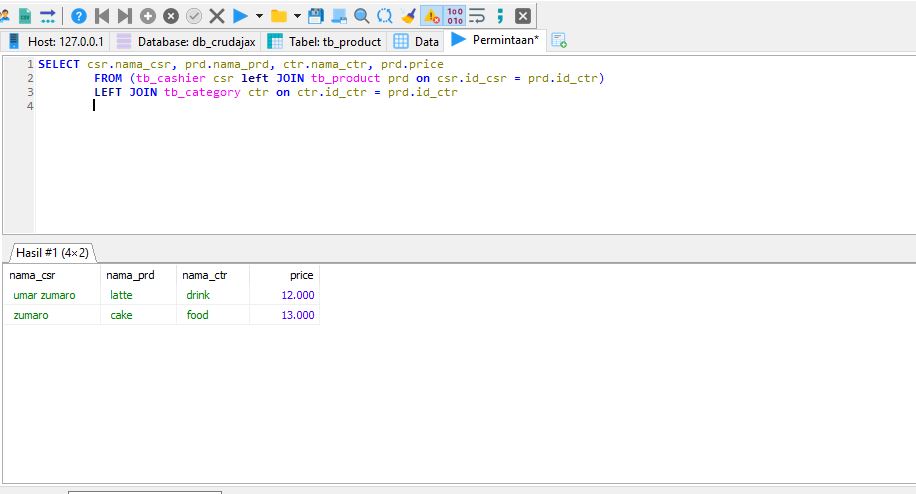 Host: 127.0.0.1 Database: db_crudajax Tabel: tb_product Data Permintaan*
1 SELECT csr.nama_csr, prd.nama_prd, ctr.nama_ctr, prd.price
2 FROM (tb_cashier csr left JOIN tb_product prd on csr.id_csr = prd.id_ctr)
3 LEFT JOIN tb_category ctr on ctr.id_ctr = prd.id_ctr
4
Hasil #1 (4×2)
nama_csr nama_prd nama_ctr price
umar zumaro latte drink 12.000
zumaro cake food 13.000